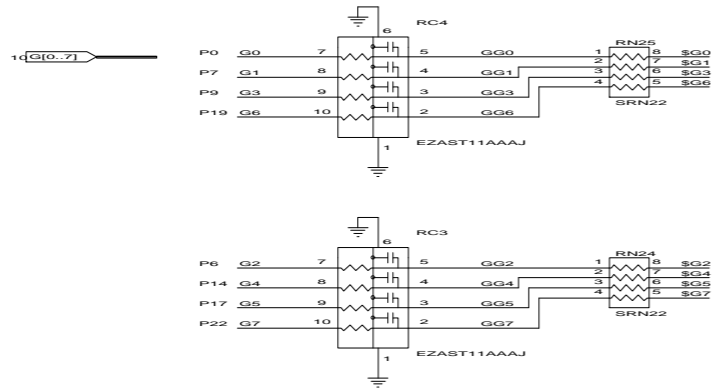 10 G[0..7]
RC4
6
P0 G0 7 5 GG0 1 RN25 8 $G0
P7 G1 8 4 GG1 2 7 $G1
P9 G3 9 3 GG3 3 6 $G3
P19 G6 10 2 GG6 4 5 $G6
SRN22
1
EZAST11AAAJ
RC3
6
P6 G2 7 5 GG2 1 RN24 8 $G2
P14 G4 8 4 GG4 2 7 $G4
P17 G5 9 3 GG5 3 6 $G5
P22 G7 10 2 GG7 4 5 $G7
SRN22
1
EZAST11AAAJ